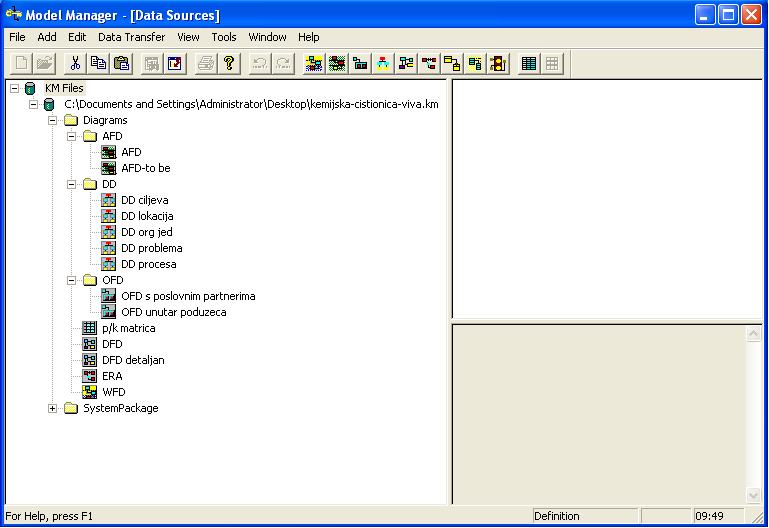 Model Manager - [Data Sources]
File Add Edit Data Transfer View Tools Window Help
KM Files
C:\Documents and Settings\Administrator\Desktop\kemijska-cistionica-viva.km
Diagrams
AFD
AFD
AFD-to be
DD
DD ciljeva
DD lokacija
DD org jed
DD problema
DD procesa
OFD
OFD s poslovnim partnerima
OFD unutar poduzeca
p/k matrica
DFD
DFD detaljan
ERA
WFD
SystemPackage
For Help, press F1 Definition 09:49